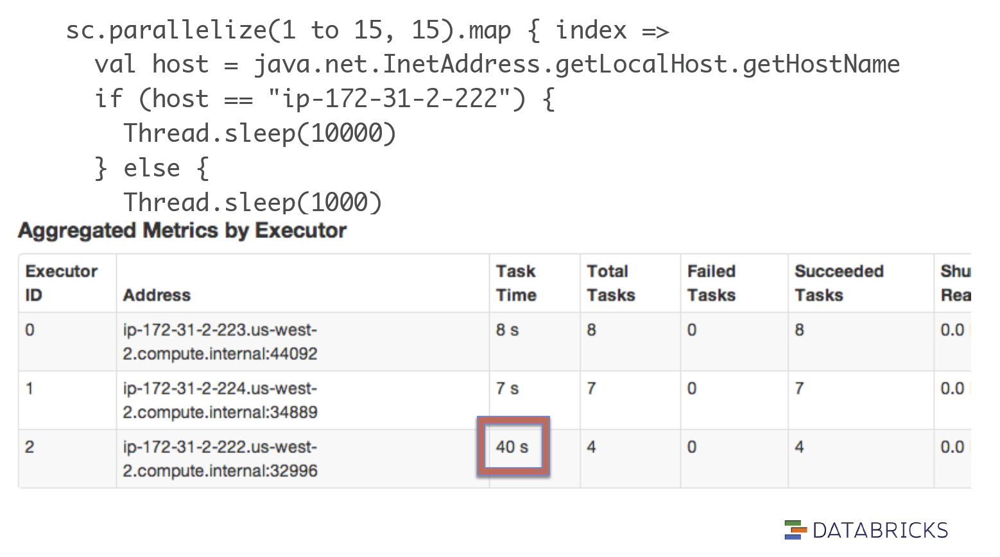 sc.parallelize(1 to 15, 15).map { index =>
  val host = java.net.InetAddress.getLocalHost.getHostName
  if (host == "ip-172-31-2-222") {
    Thread.sleep(10000)
  } else {
    Thread.sleep(1000)
Aggregated Metrics by Executor
Executor ID Address Task Time Total Tasks Failed Tasks Succeeded Tasks Shu Rea
0 ip-172-31-2-223.us-west-2.compute.internal:44092 8 s 8 0 8 0.0
1 ip-172-31-2-224.us-west-2.compute.internal:34889 7 s 7 0 7 0.0
2 ip-172-31-2-222.us-west-2.compute.internal:32996 40 s 4 0 4 0.0
DATABRICKS